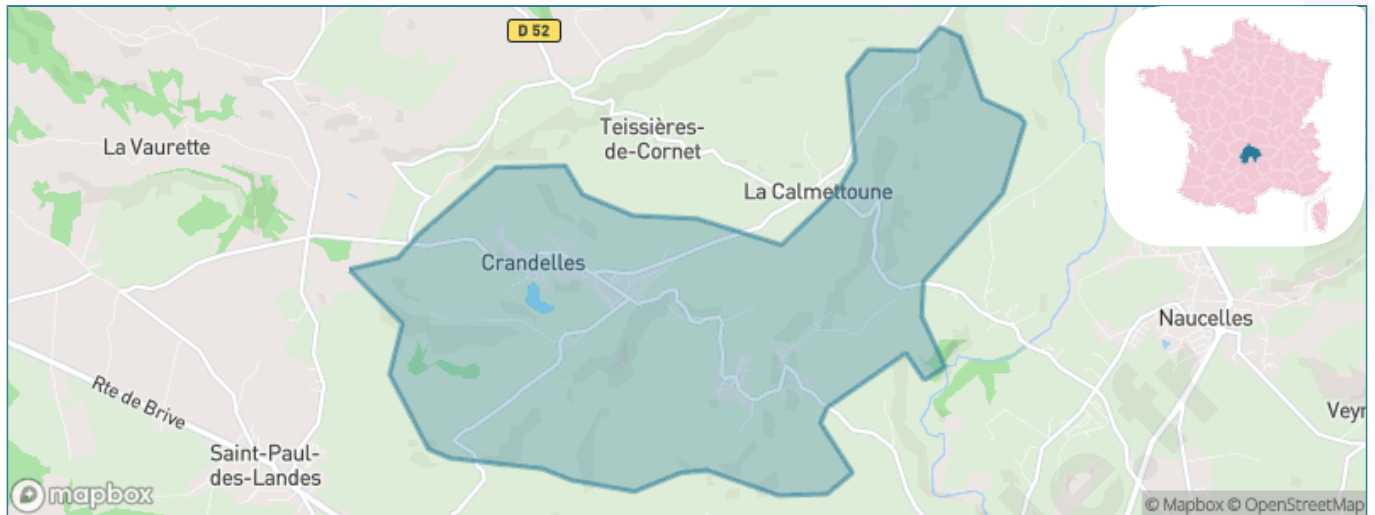 D 52
Teissières-
de-Cornet
La Vaurette
La Calmettoune
Crandelles
Naucelles
Rte de Brive
Veyr
Saint-Paul-
des-Landes
mapbox
© Mapbox © OpenStreetMap